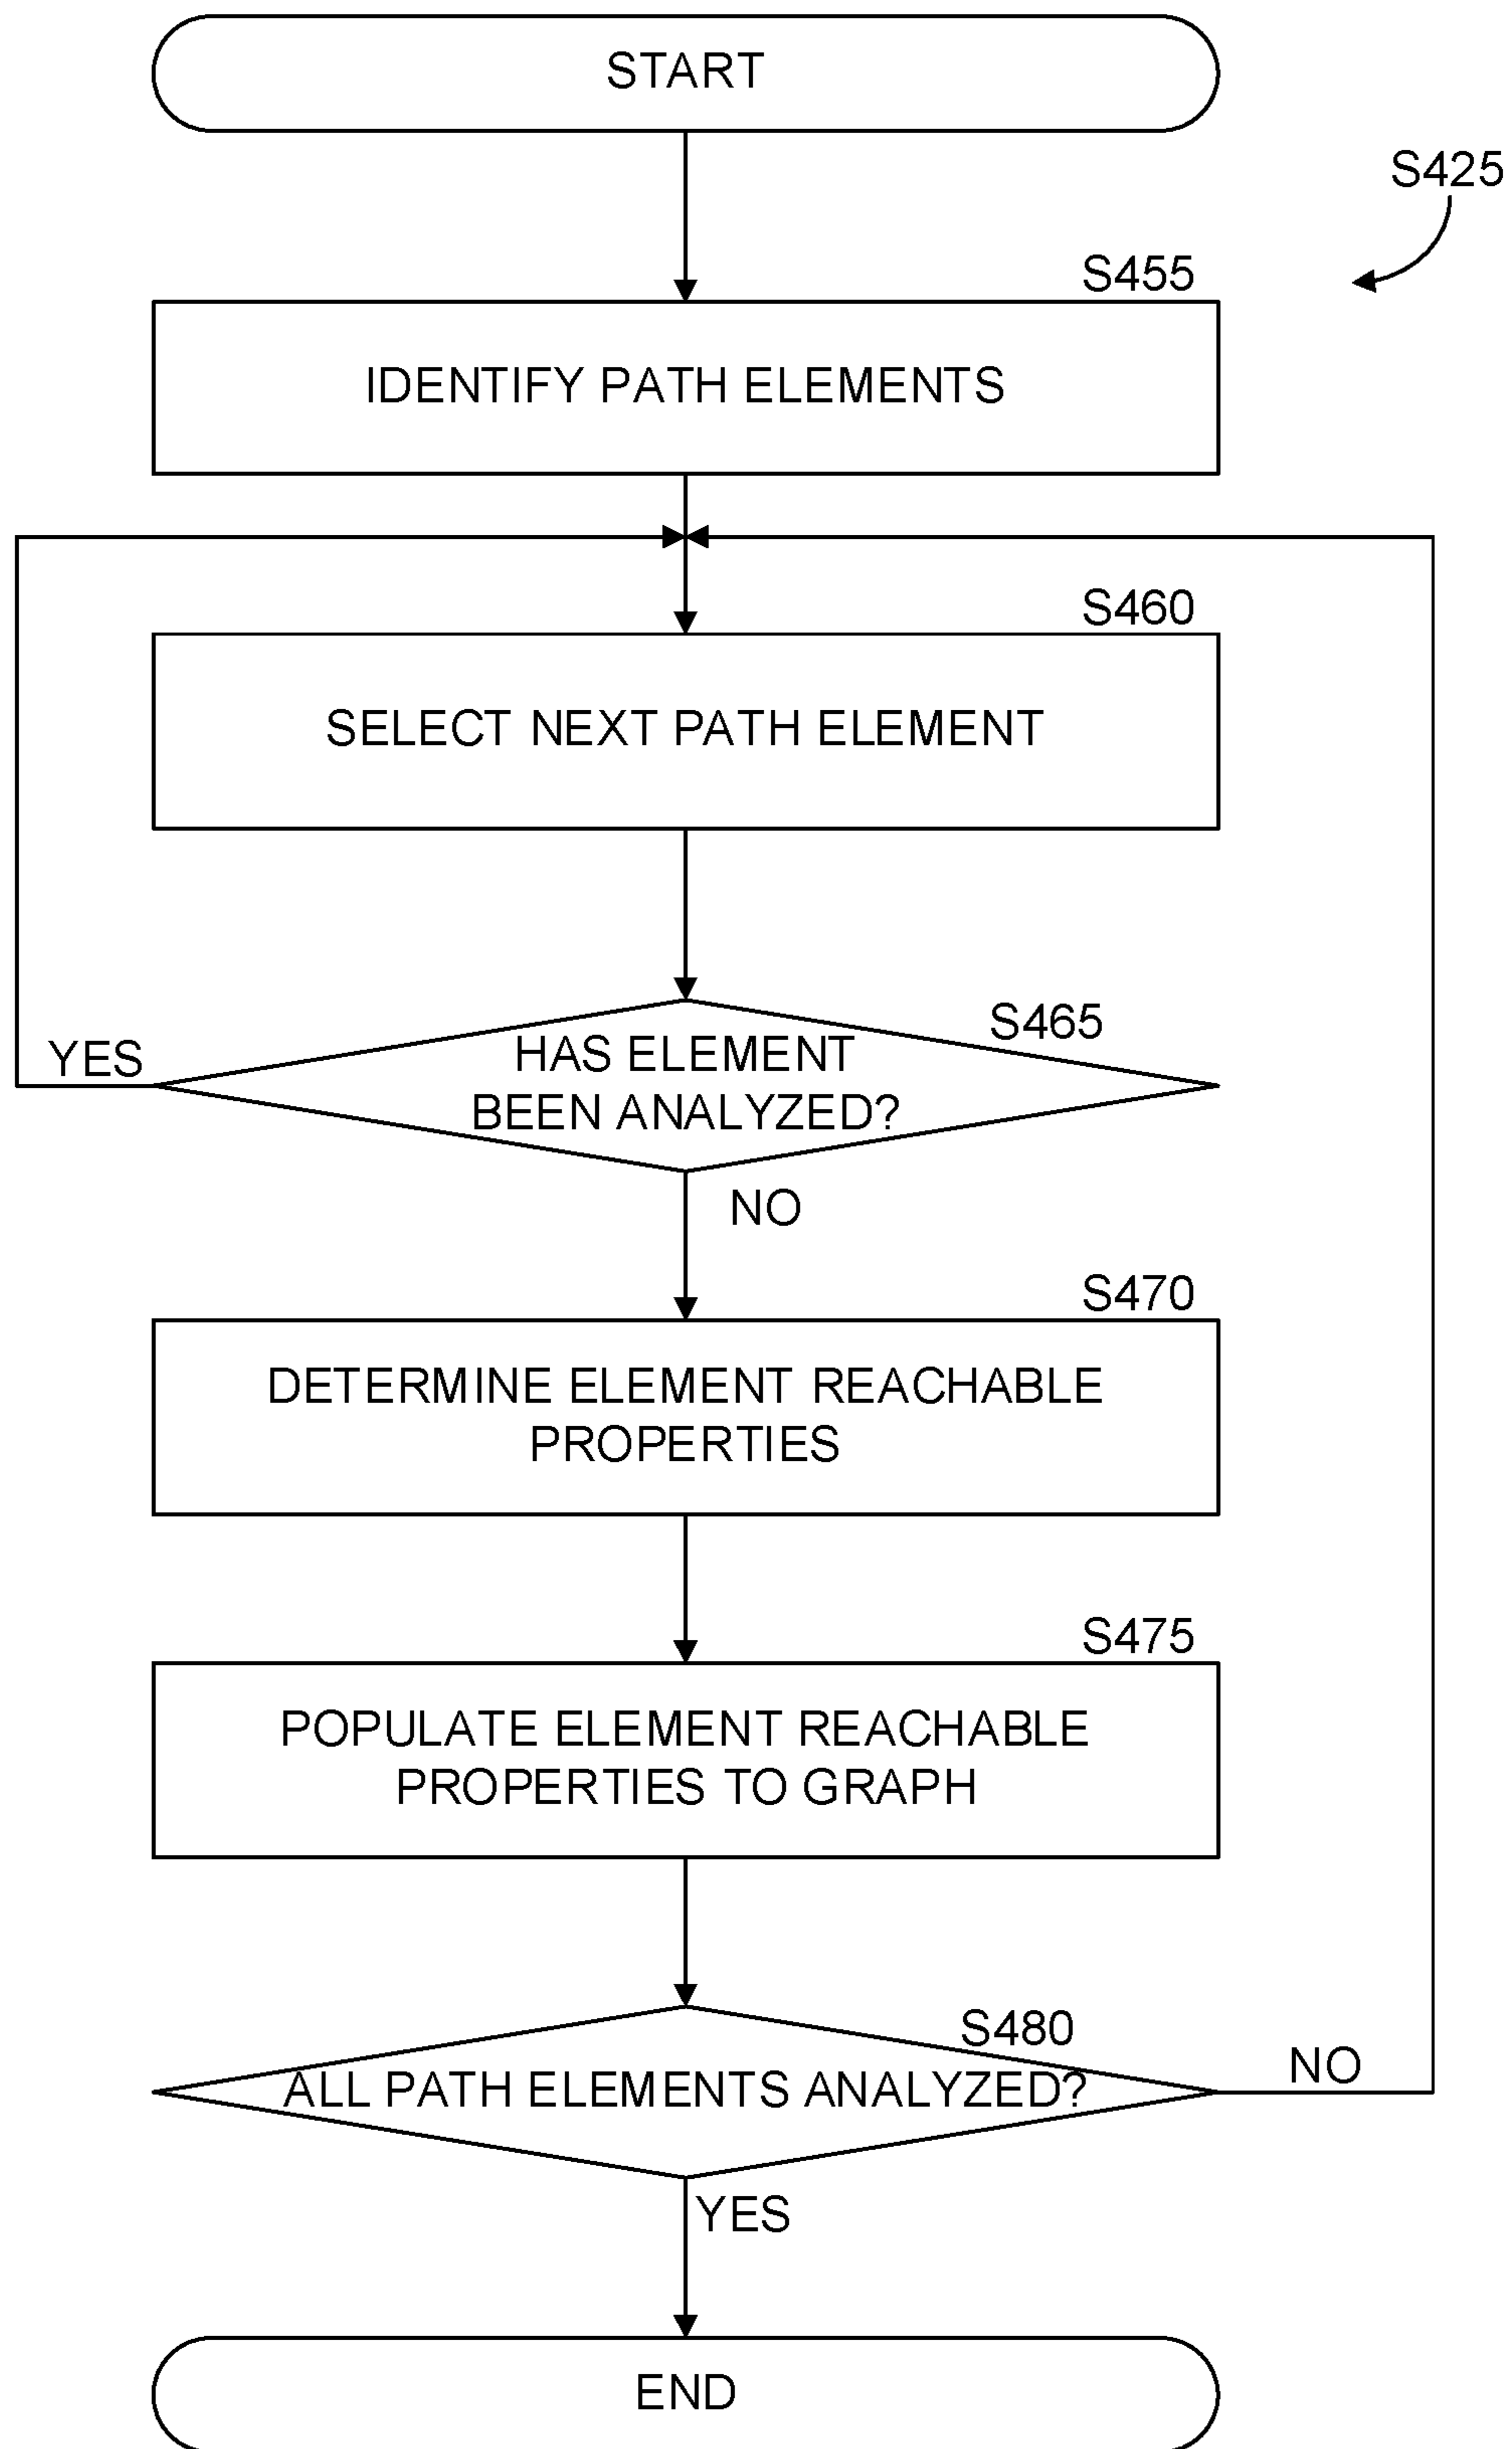 START
S425
S455
IDENTIFY PATH ELEMENTS
S460
SELECT NEXT PATH ELEMENT
S465
YES
HAS ELEMENT
BEEN ANALYZED?
NO
S470
DETERMINE ELEMENT REACHABLE
PROPERTIES
S475
POPULATE ELEMENT REACHABLE
PROPERTIES TO GRAPH
S480
NO
ALL PATH ELEMENTS ANALYZED?
YES
END